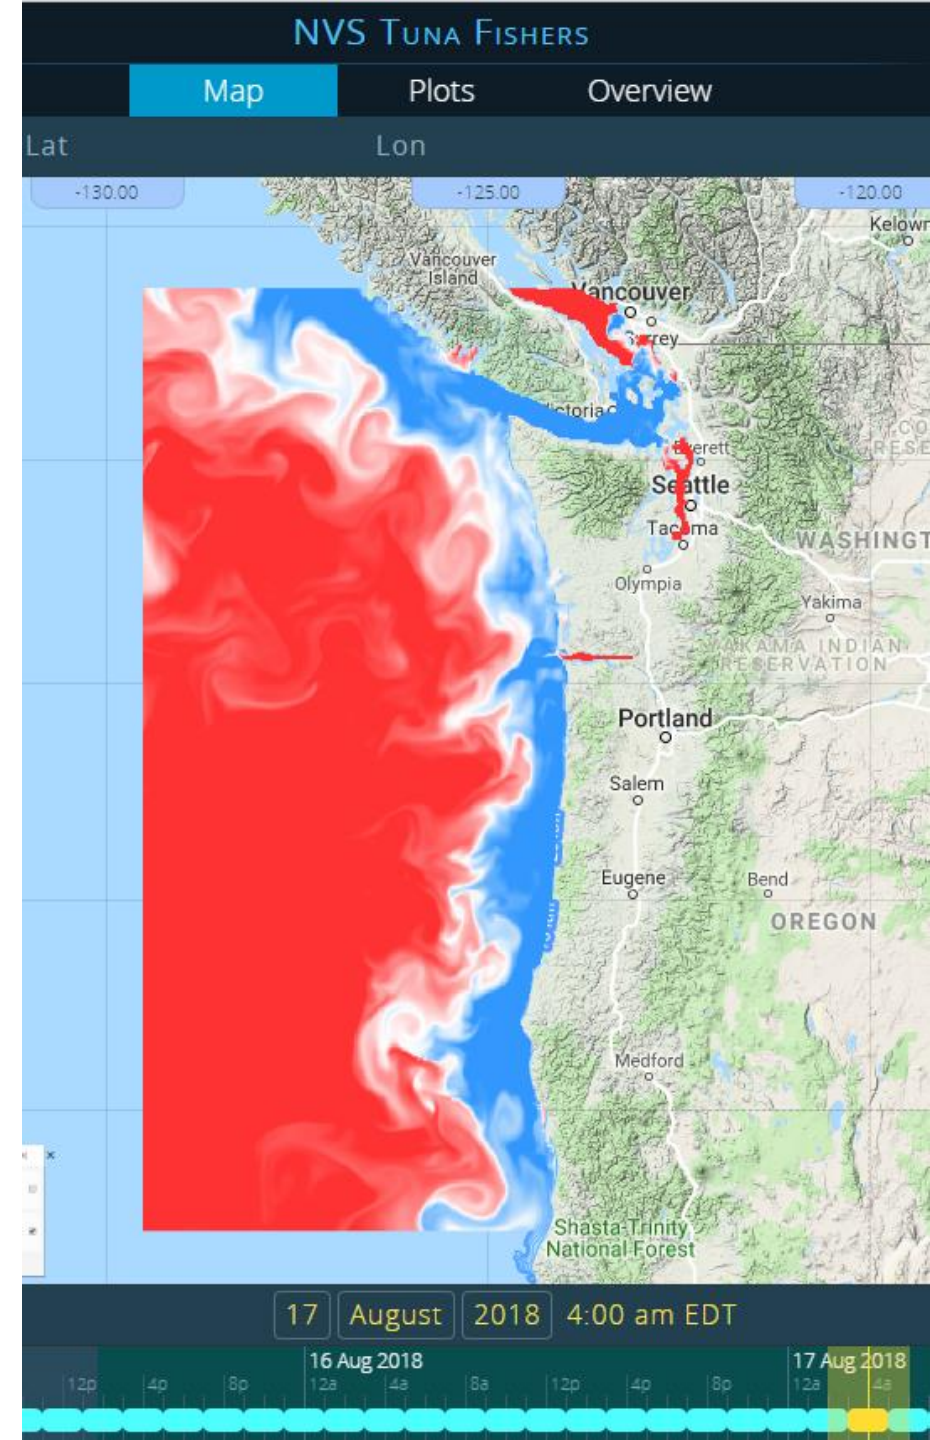 NVS TUNA FISHERS
Map Plots Overview
Lat Lon
-130.00 -125.00 -120.00
Kelowr
Vancouver
Island
Vancouver
Everett
Seattle
Tacoma
WASHINGT
Olympia
Yakima
YAKAMA INDIAN
RESERVATION
Portland
Salem
Eugene
Bend
OREGON
Medford
Shasta-Trinity
National Forest
17 August 2018 4:00 am EDT
16 Aug 2018 17 Aug 2018
12p 4p 8p 12a 4a 8a 12p 4p 8p 12a 4a